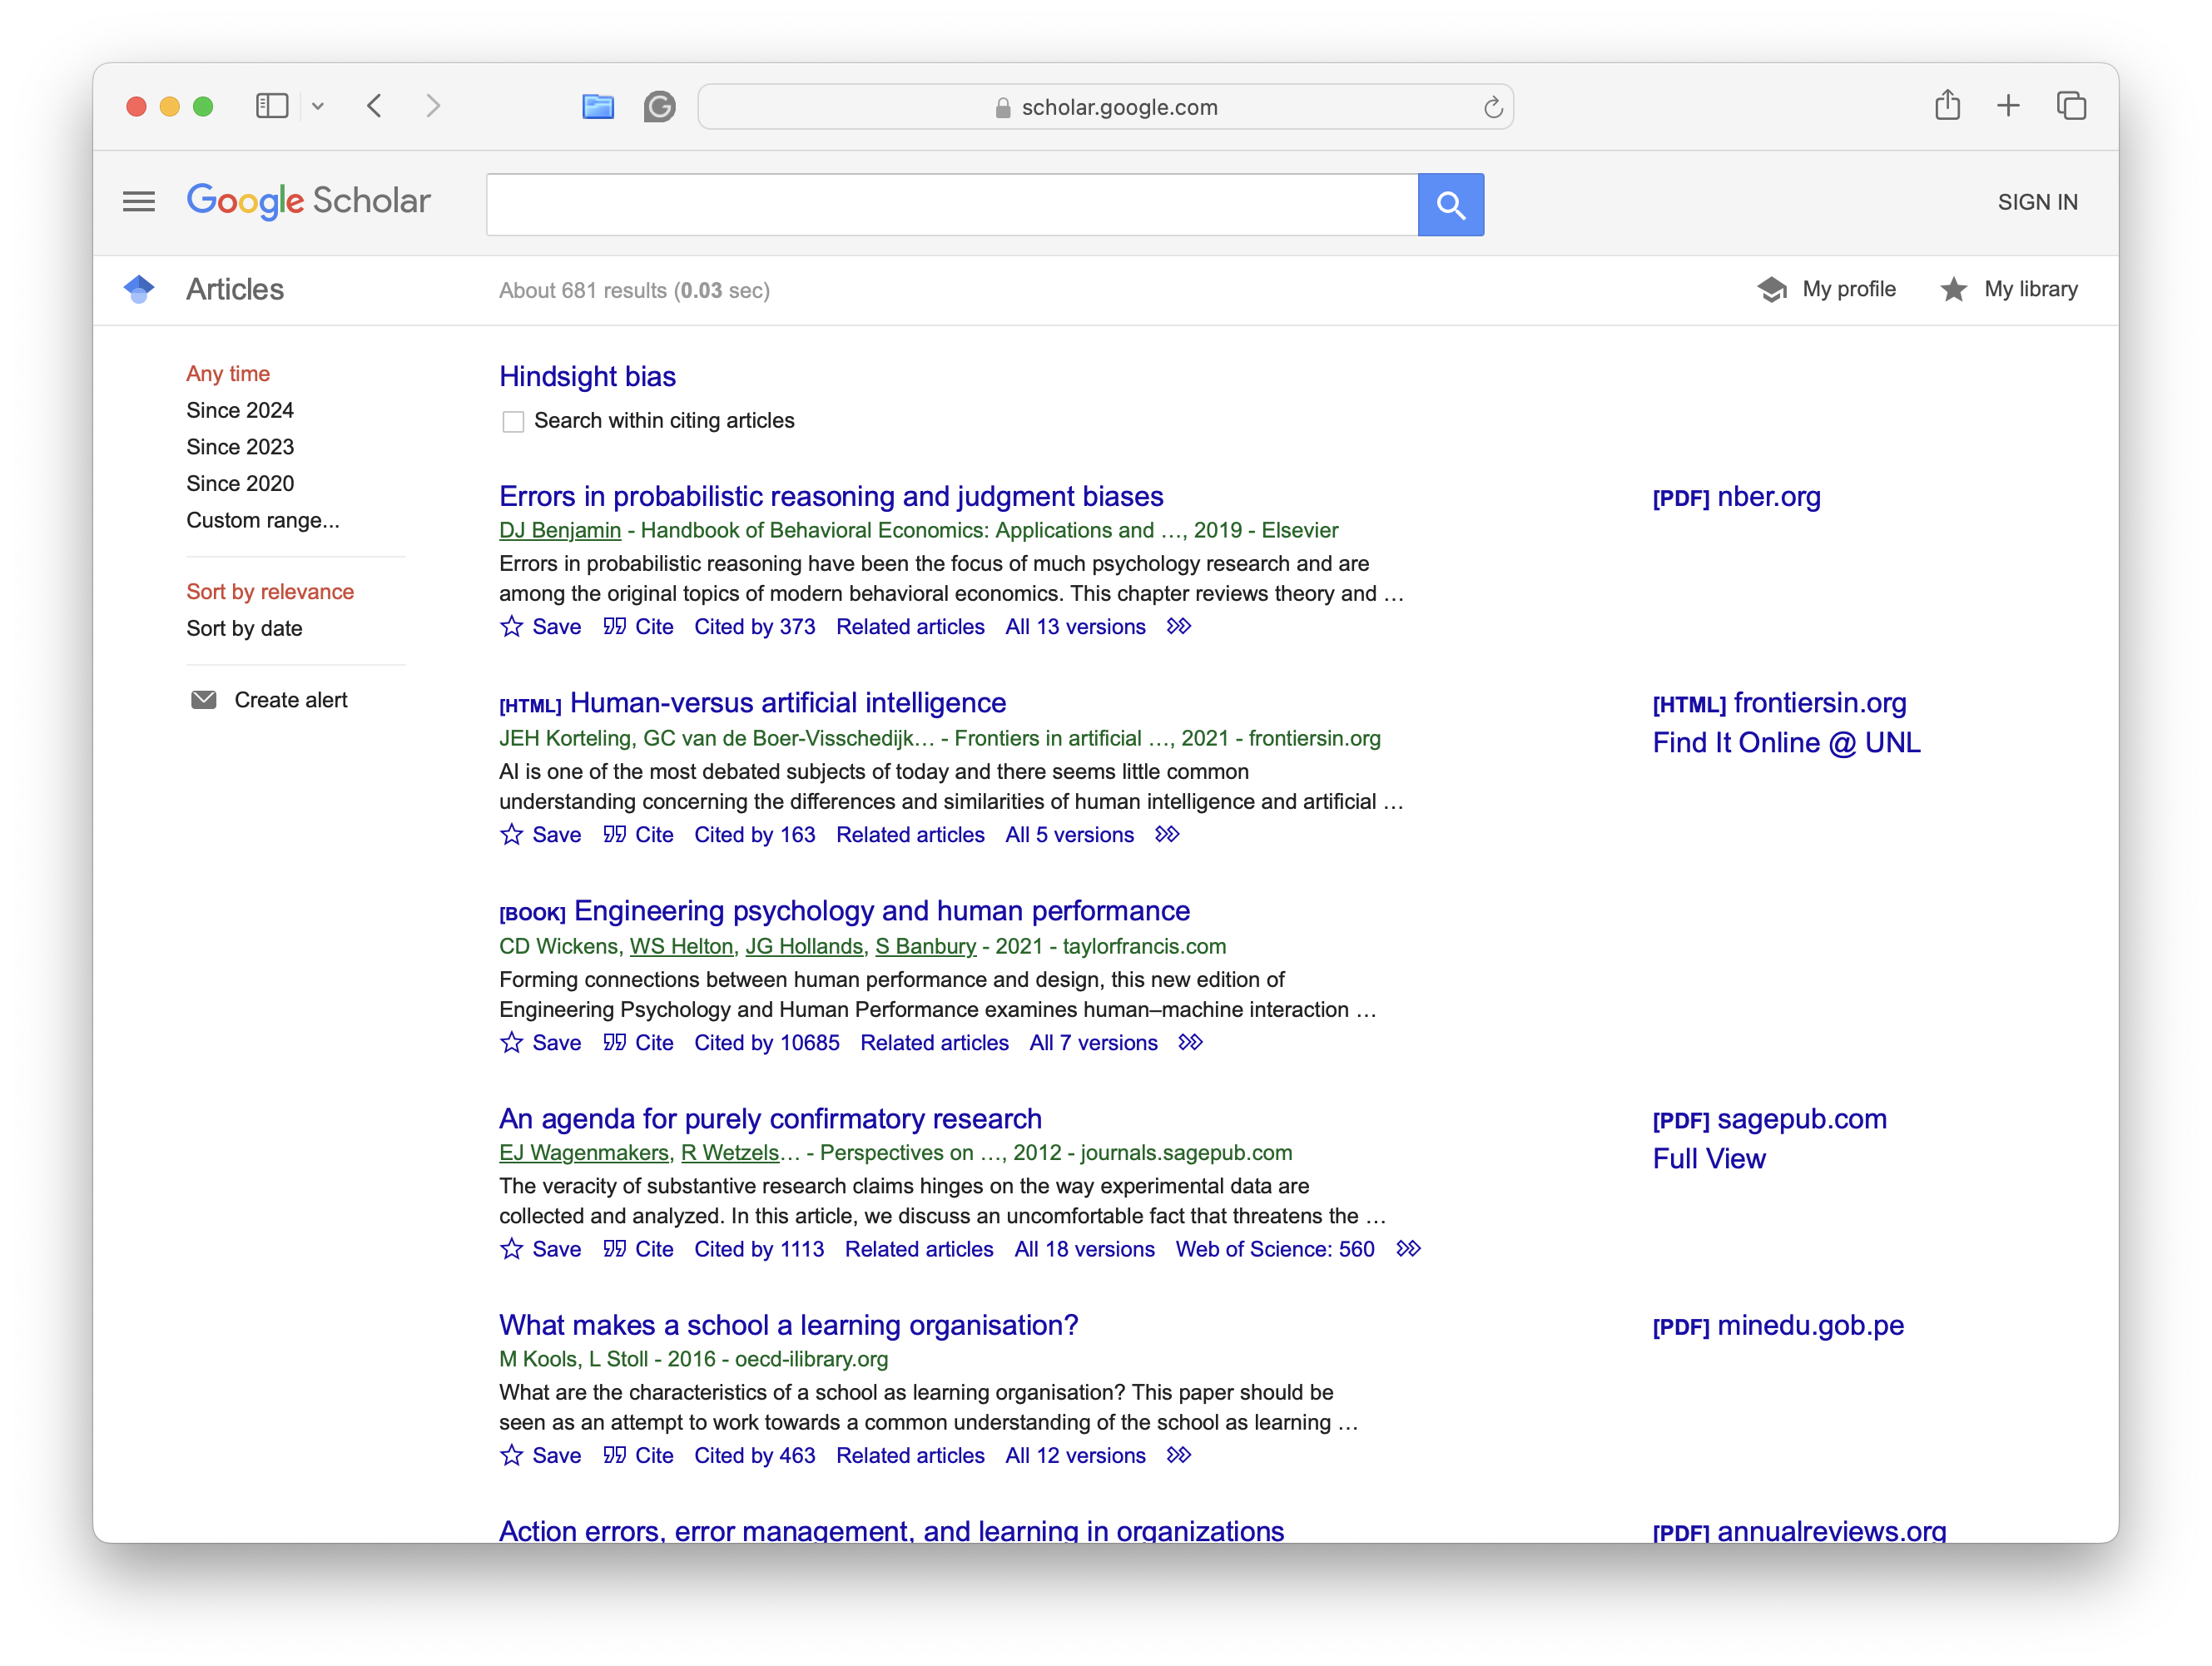 scholar.google.com
Google Scholar
SIGN IN
Articles
About 681 results (0.03 sec)
My profile
My library
Any time
Since 2024
Since 2023
Since 2020
Custom range...
Sort by relevance
Sort by date
Create alert
Hindsight bias
Search within citing articles
Errors in probabilistic reasoning and judgment biases
[PDF] nber.org
DJ Benjamin - Handbook of Behavioral Economics: Applications and …, 2019 - Elsevier
Errors in probabilistic reasoning have been the focus of much psychology research and are
among the original topics of modern behavioral economics. This chapter reviews theory and …
Save Cite Cited by 373 Related articles All 13 versions
[HTML] Human-versus artificial intelligence
[HTML] frontiersin.org
Find It Online @ UNL
JEH Korteling, GC van de Boer-Visschedijk… - Frontiers in artificial …, 2021 - frontiersin.org
AI is one of the most debated subjects of today and there seems little common
understanding concerning the differences and similarities of human intelligence and artificial …
Save Cite Cited by 163 Related articles All 5 versions
[BOOK] Engineering psychology and human performance
CD Wickens, WS Helton, JG Hollands, S Banbury - 2021 - taylorfrancis.com
Forming connections between human performance and design, this new edition of
Engineering Psychology and Human Performance examines human–machine interaction …
Save Cite Cited by 10685 Related articles All 7 versions
An agenda for purely confirmatory research
[PDF] sagepub.com
Full View
EJ Wagenmakers, R Wetzels… - Perspectives on …, 2012 - journals.sagepub.com
The veracity of substantive research claims hinges on the way experimental data are
collected and analyzed. In this article, we discuss an uncomfortable fact that threatens the …
Save Cite Cited by 1113 Related articles All 18 versions Web of Science: 560
What makes a school a learning organisation?
[PDF] minedu.gob.pe
M Kools, L Stoll - 2016 - oecd-ilibrary.org
What are the characteristics of a school as learning organisation? This paper should be
seen as an attempt to work towards a common understanding of the school as learning …
Save Cite Cited by 463 Related articles All 12 versions
Action errors, error management, and learning in organizations
[PDF] annualreviews.org